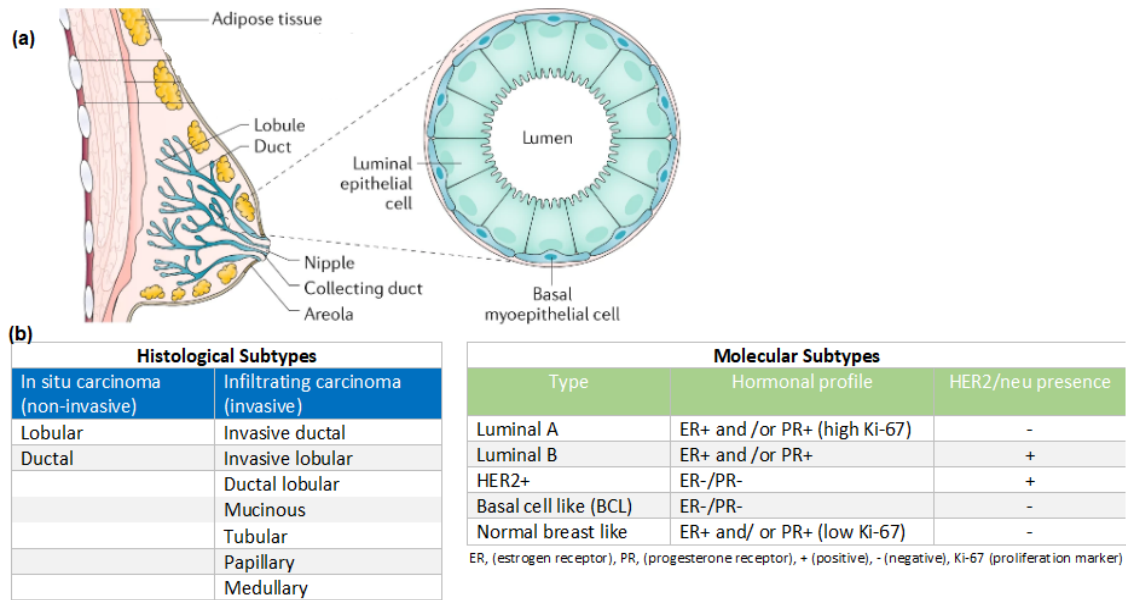 (a)
Adipose tissue
Lobule
Duct
Nipple
Collecting duct
Areola
Luminal
epithelial
cell
Lumen
Basal
myoepithelial cell
(b)
Histological Subtypes
In situ carcinoma (non-invasive) Infiltrating carcinoma (invasive)
Lobular Invasive ductal
Ductal Invasive lobular
Ductal lobular
Mucinous
Tubular
Papillary
Medullary
Molecular Subtypes
Type Hormonal profile HER2/neu presence
Luminal A ER+ and /or PR+ (high Ki-67) -
Luminal B ER+ and /or PR+ +
HER2+ ER-/PR- +
Basal cell like (BCL) ER-/PR- -
Normal breast like ER+ and/ or PR+ (low Ki-67) -
ER, (estrogen receptor), PR, (progesterone receptor), + (positive), - (negative), Ki-67 (proliferation marker)